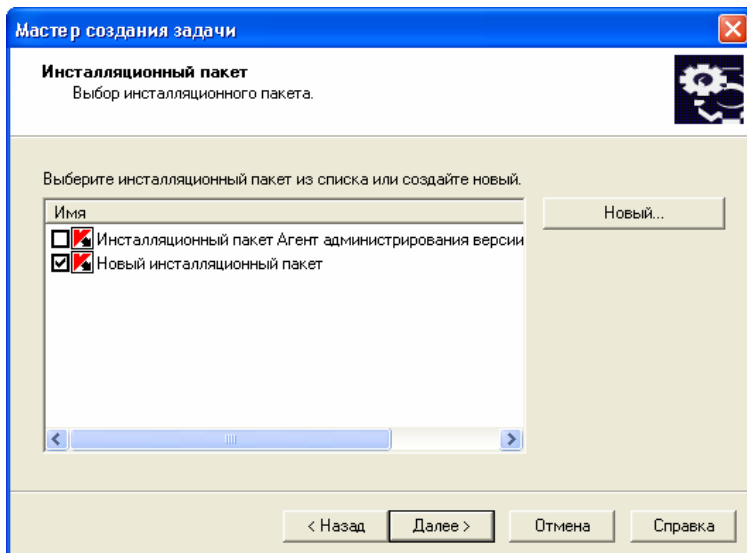 Мастер создания задачи
Инсталляционный пакет
Выбор инсталляционного пакета.
Выберите инсталляционный пакет из списка или создайте новый.
Имя
Новый...
Инсталляционный пакет Агент администрирования версии
Новый инсталляционный пакет
< Назад
Далее >
Отмена
Справка